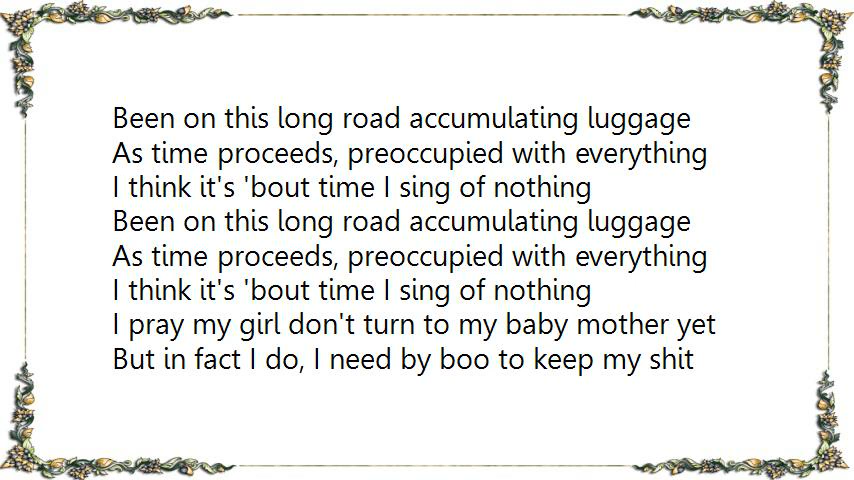 Been on this long road accumulating luggage
As time proceeds, preoccupied with everything
I think it's 'bout time I sing of nothing
Been on this long road accumulating luggage
As time proceeds, preoccupied with everything
I think it's 'bout time I sing of nothing
I pray my girl don't turn to my baby mother yet
But in fact I do, I need by boo to keep my shit